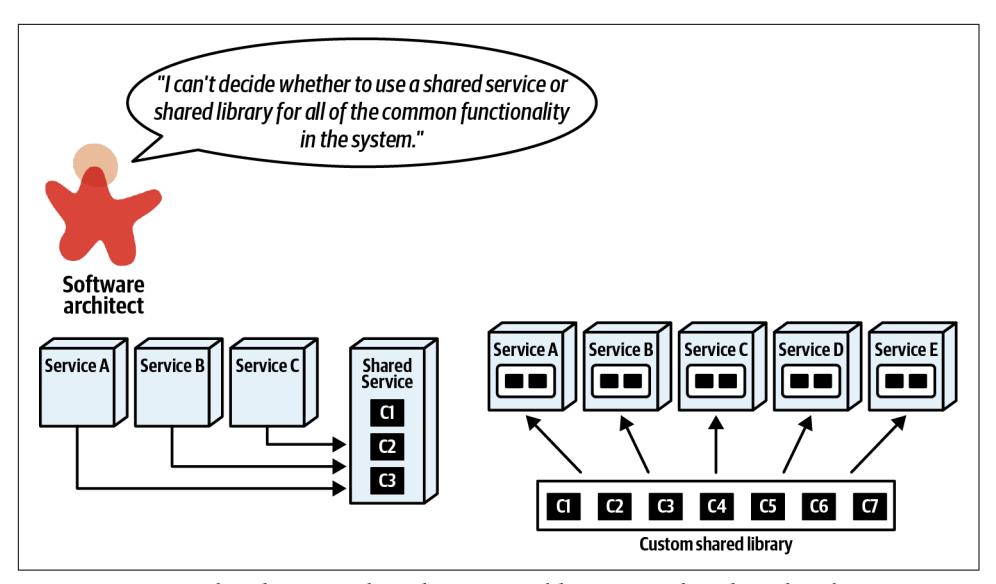 "I can't decide whether to use a shared service or
shared library for all of the common functionality
in the system."
Software
architect
Service A
Service B
Service C
Shared
Service
C1
C2
C3
Service A
Service B
Service C
Service D
Service E
C1 C2 C3 C4 C5 C6 C7
Custom shared library